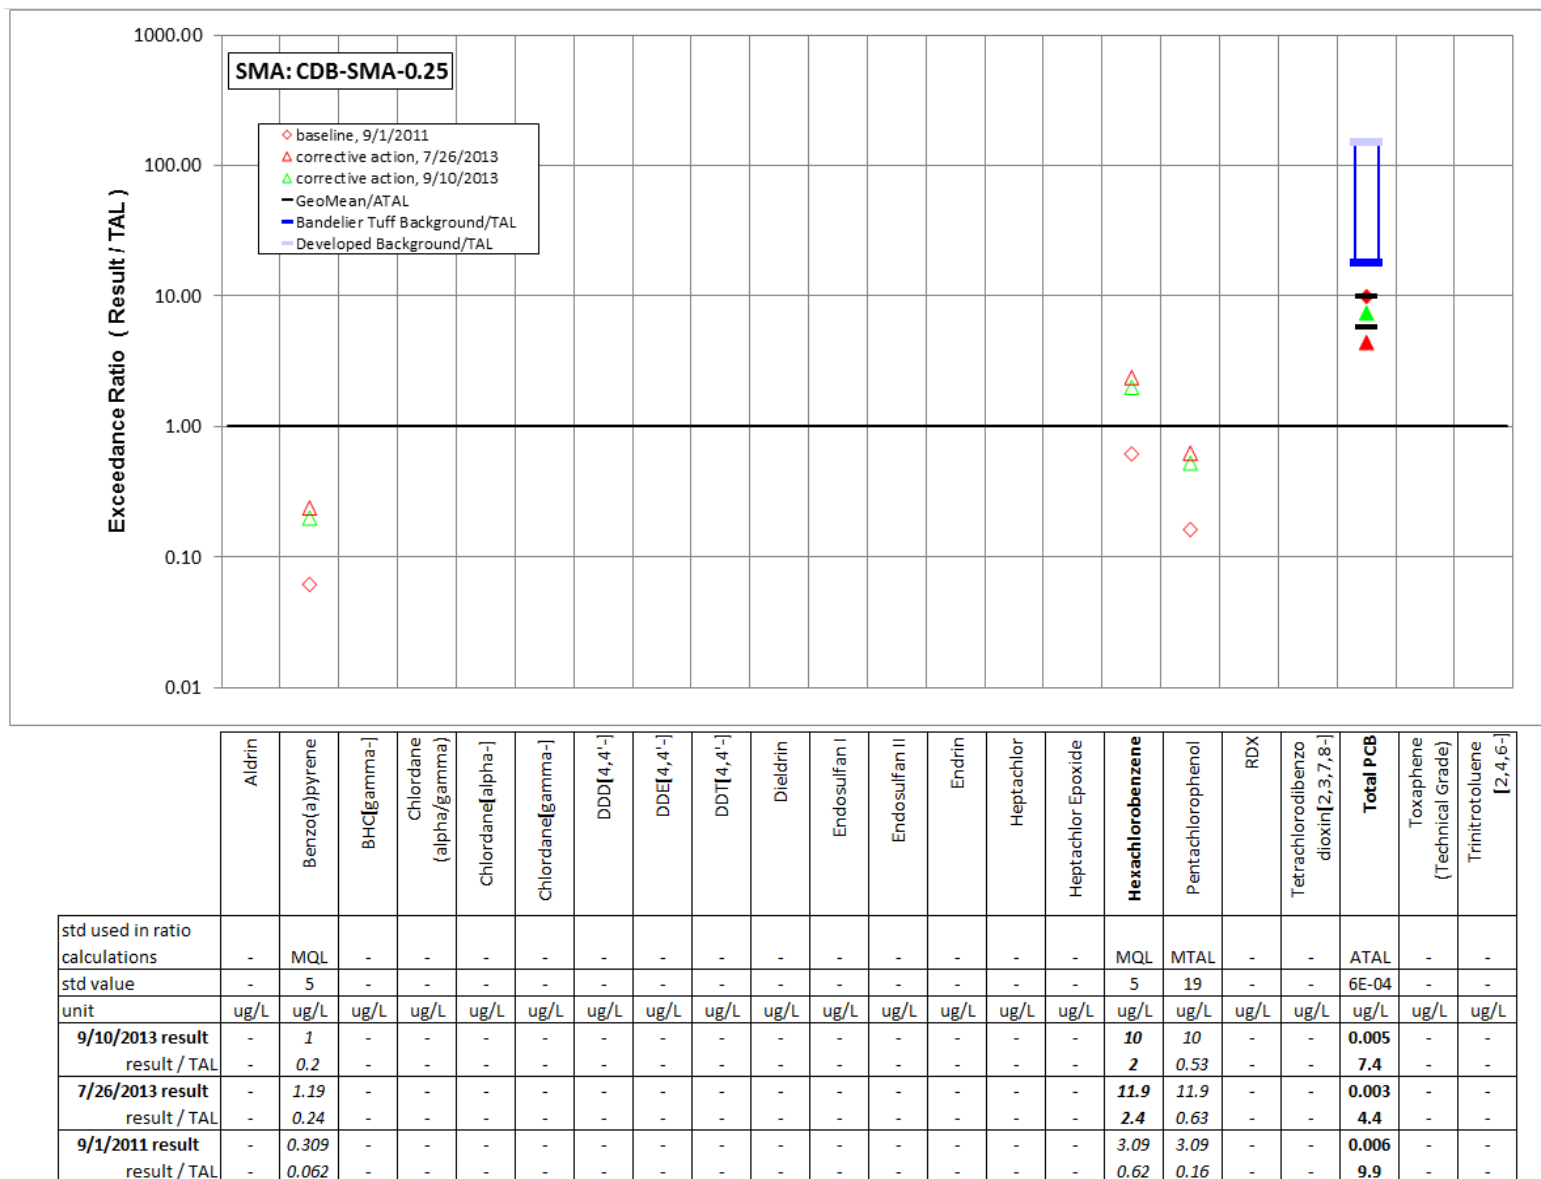 1000.00
SMA: CDB-SMA-0.25
baseline, 9/1/2011
corrective action, 7/26/2013
corrective action, 9/10/2013
GeoMean/ATAL
Bandelier Tuff Background/TAL
Developed Background/TAL
100.00
10.00
1.00
0.10
0.01
Exceedance Ratio ( Result / TAL )
Aldrin
Benzo(a)pyrene
BHC[gamma-]
Chlordane
(alpha/gamma)
Chlordane[alpha-]
Chlordane[gamma-]
DDD[4,4'-]
DDE[4,4'-]
DDT[4,4'-]
Dieldrin
Endosulfan I
Endosulfan II
Endrin
Heptachlor
Heptachlor Epoxide
Hexachlorobenzene
Pentachlorophenol
RDX
Tetrachlorodibenzo
dioxin[2,3,7,8-]
Total PCB
Toxaphene
(Technical Grade)
Trinitrotoluene
[2,4,6-]
std used in ratio
calculations - MQL - - - - - - - - - - - - - MQL MTAL - - ATAL - -
std value - 5 - - - - - - - - - - - - - 5 19 - - 6E-04 - -
unit ug/L ug/L ug/L ug/L ug/L ug/L ug/L ug/L ug/L ug/L ug/L ug/L ug/L ug/L ug/L ug/L ug/L ug/L ug/L ug/L ug/L ug/L
9/10/2013 result - 1 - - - - - - - - - - - - - 10 10 - - 0.005 - -
result / TAL - 0.2 - - - - - - - - - - - - - 2 0.53 - - 7.4 - -
7/26/2013 result - 1.19 - - - - - - - - - - - - - 11.9 11.9 - - 0.003 - -
result / TAL - 0.24 - - - - - - - - - - - - - 2.4 0.63 - - 4.4 - -
9/1/2011 result - 0.309 - - - - - - - - - - - - - 3.09 3.09 - - 0.006 - -
result / TAL - 0.062 - - - - - - - - - - - - - 0.62 0.16 - - 9.9 - -